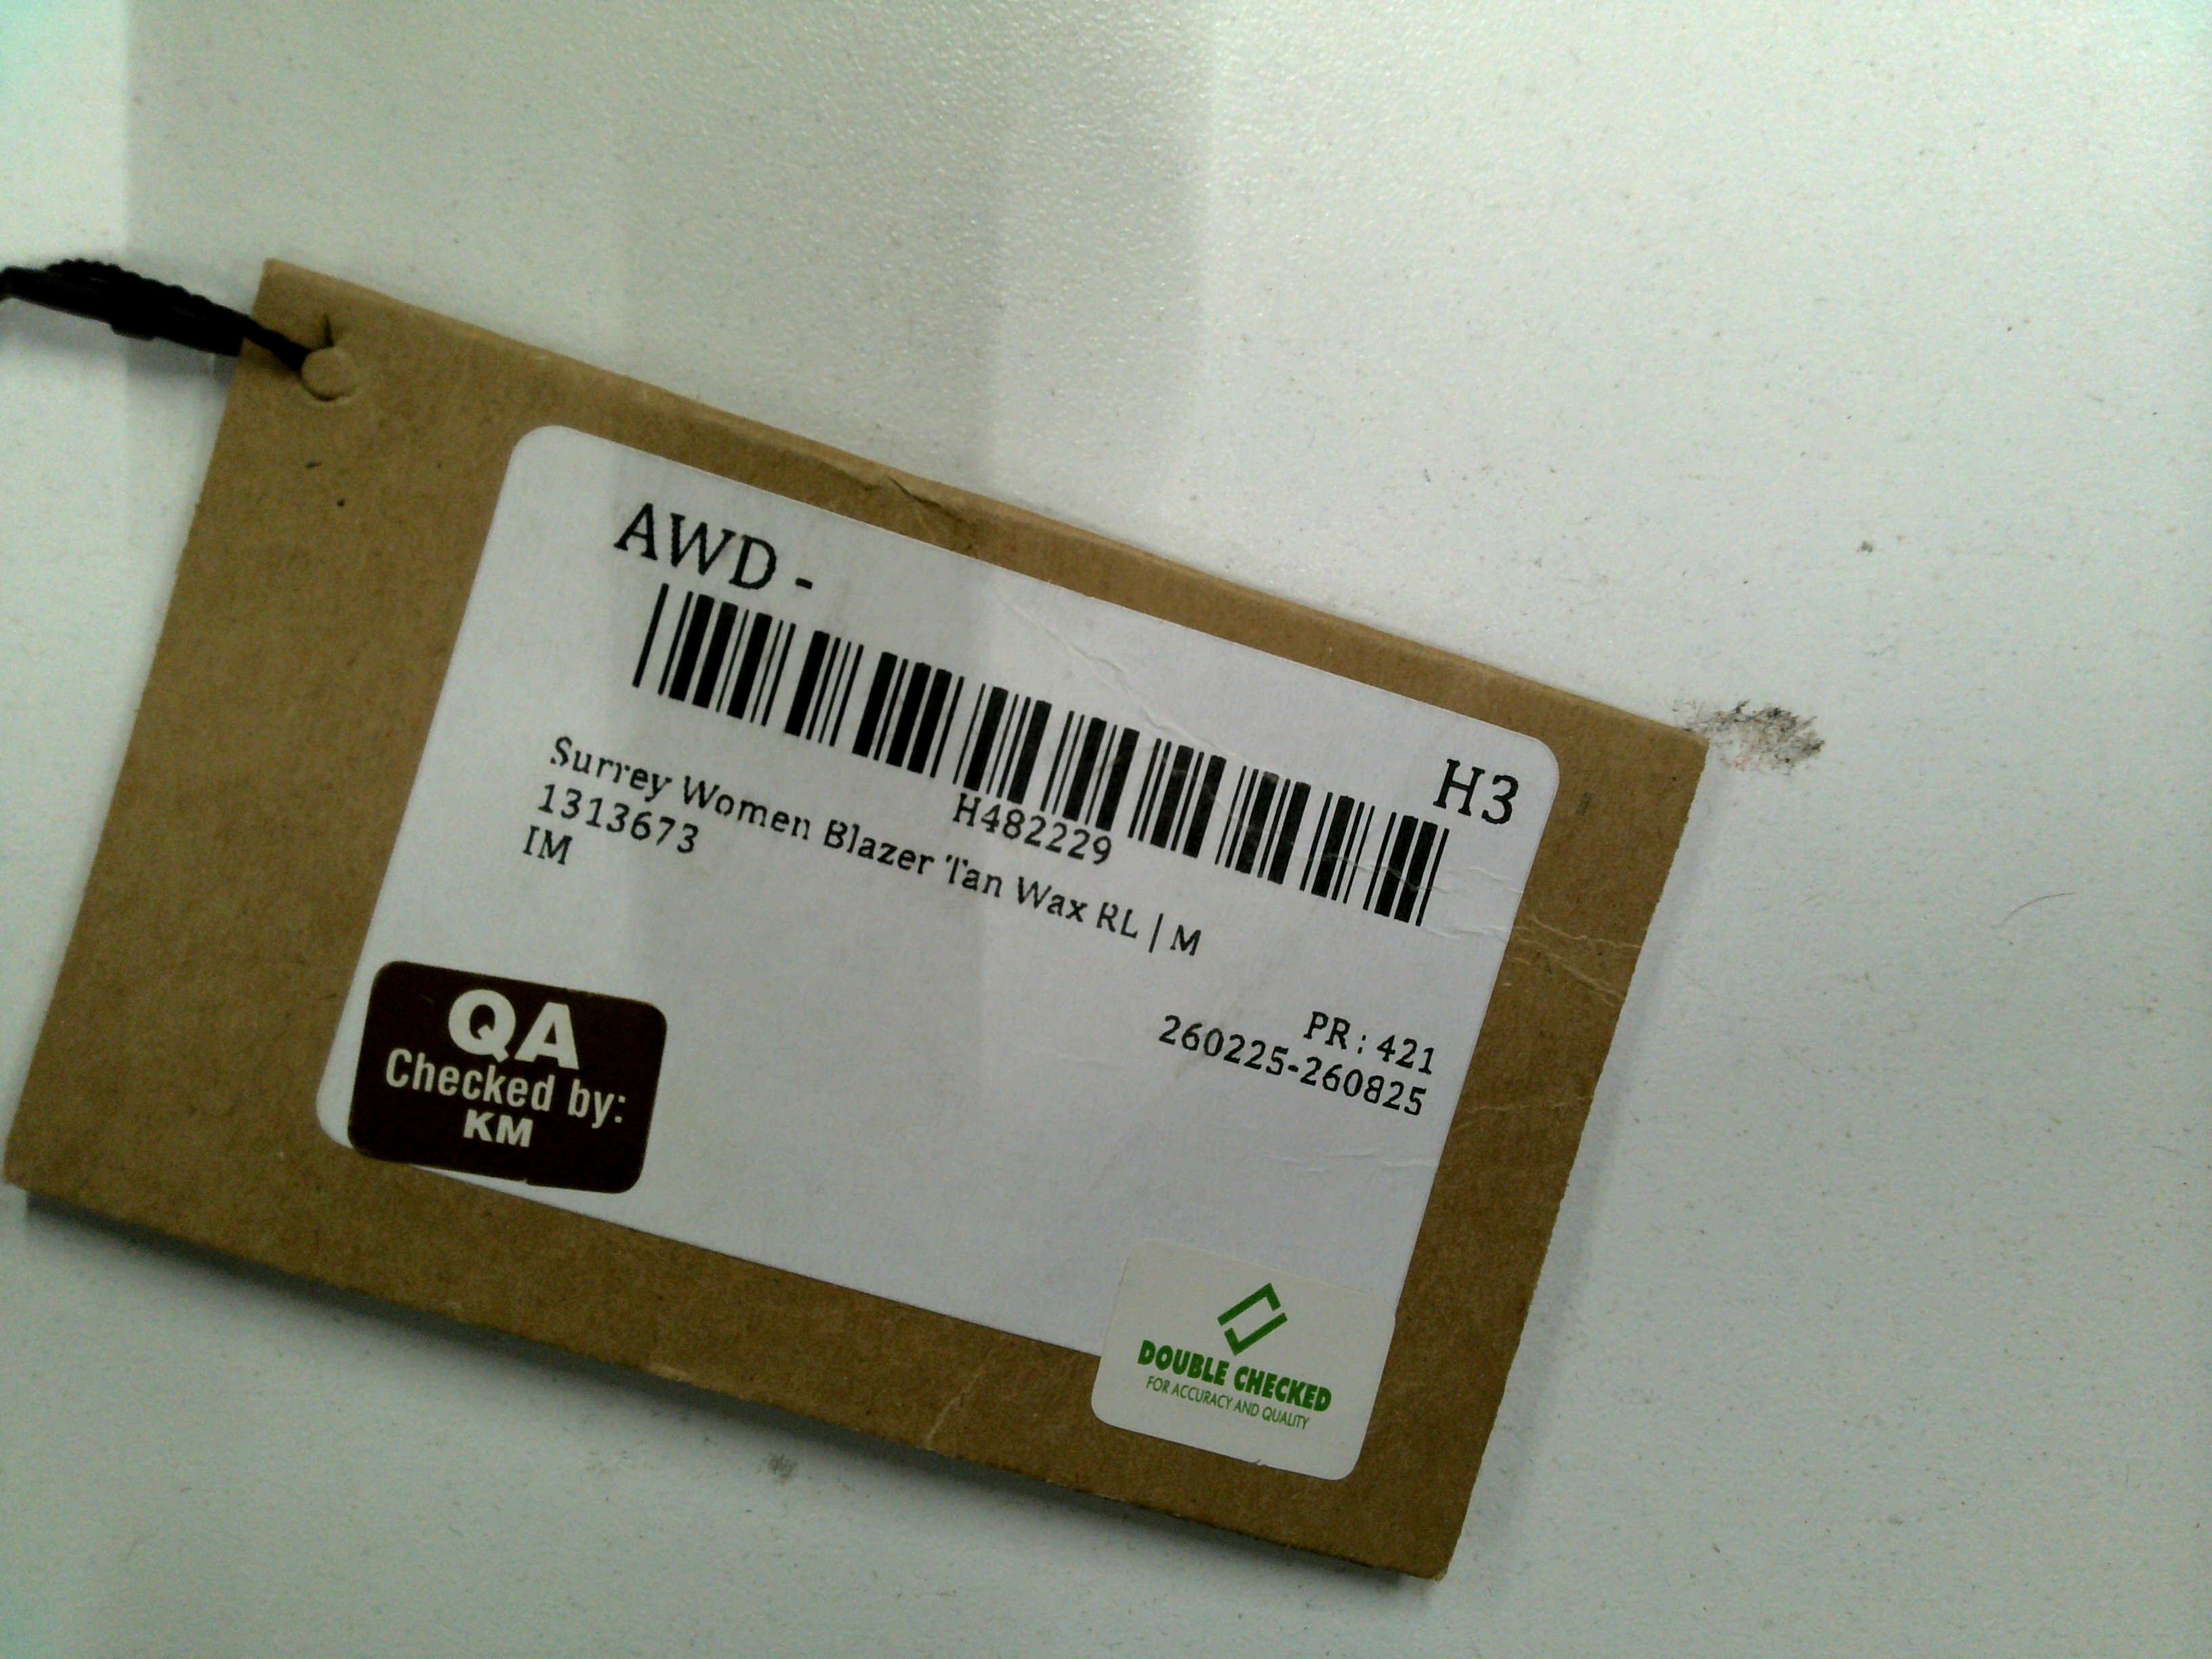 AWD -
H3
H482229
Surrey Women Blazer Tan Wax RL | M
1313673
IM
PR : 421
260225-260825
QA
Checked by:
KM
DOUBLE CHECKED
FOR ACCURACY AND QUALITY